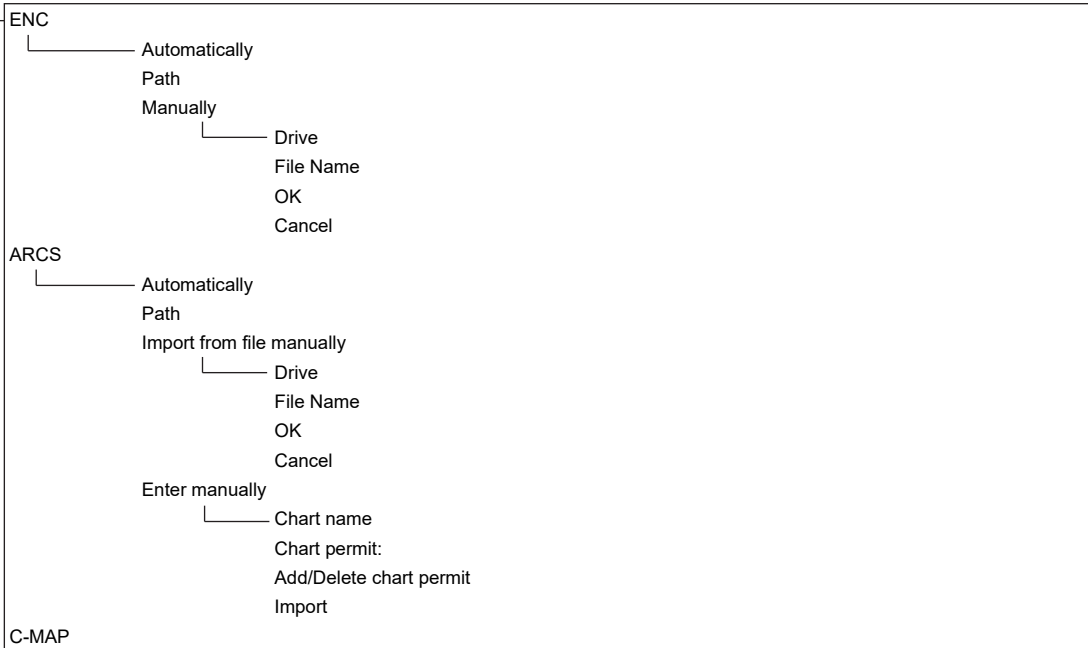 ENC
Automatically
Path
Manually
Drive
File Name
OK
Cancel
ARCS
Automatically
Path
Import from file manually
Drive
File Name
OK
Cancel
Enter manually
Chart name
Chart permit:
Add/Delete chart permit
Import
C-MAP